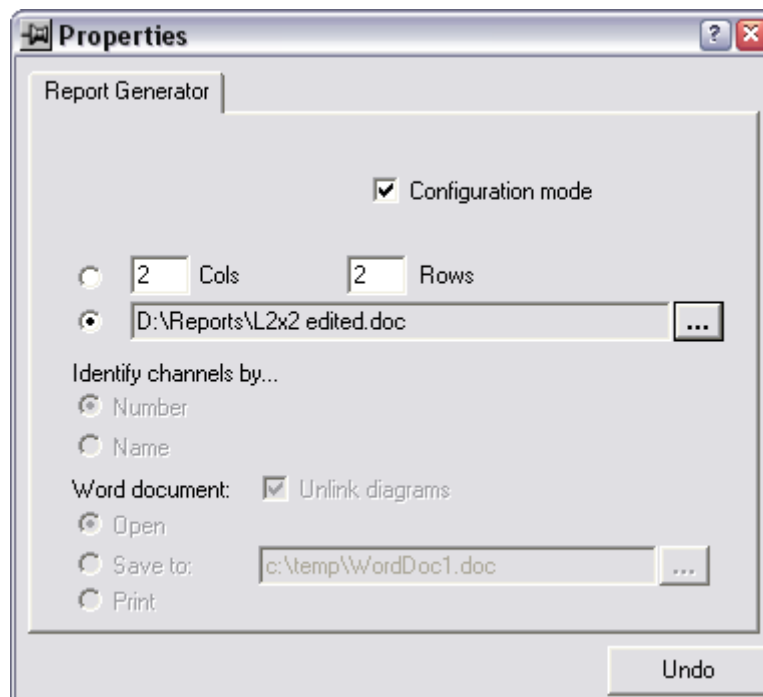 Properties
Report Generator
Configuration mode
2 Cols 2 Rows
D:\Reports\L2x2 edited.doc ...
Identify channels by...
Number
Name
Word document: Unlink diagrams
Open
Save to: c:\temp\WordDoc1.doc ...
Print
Undo